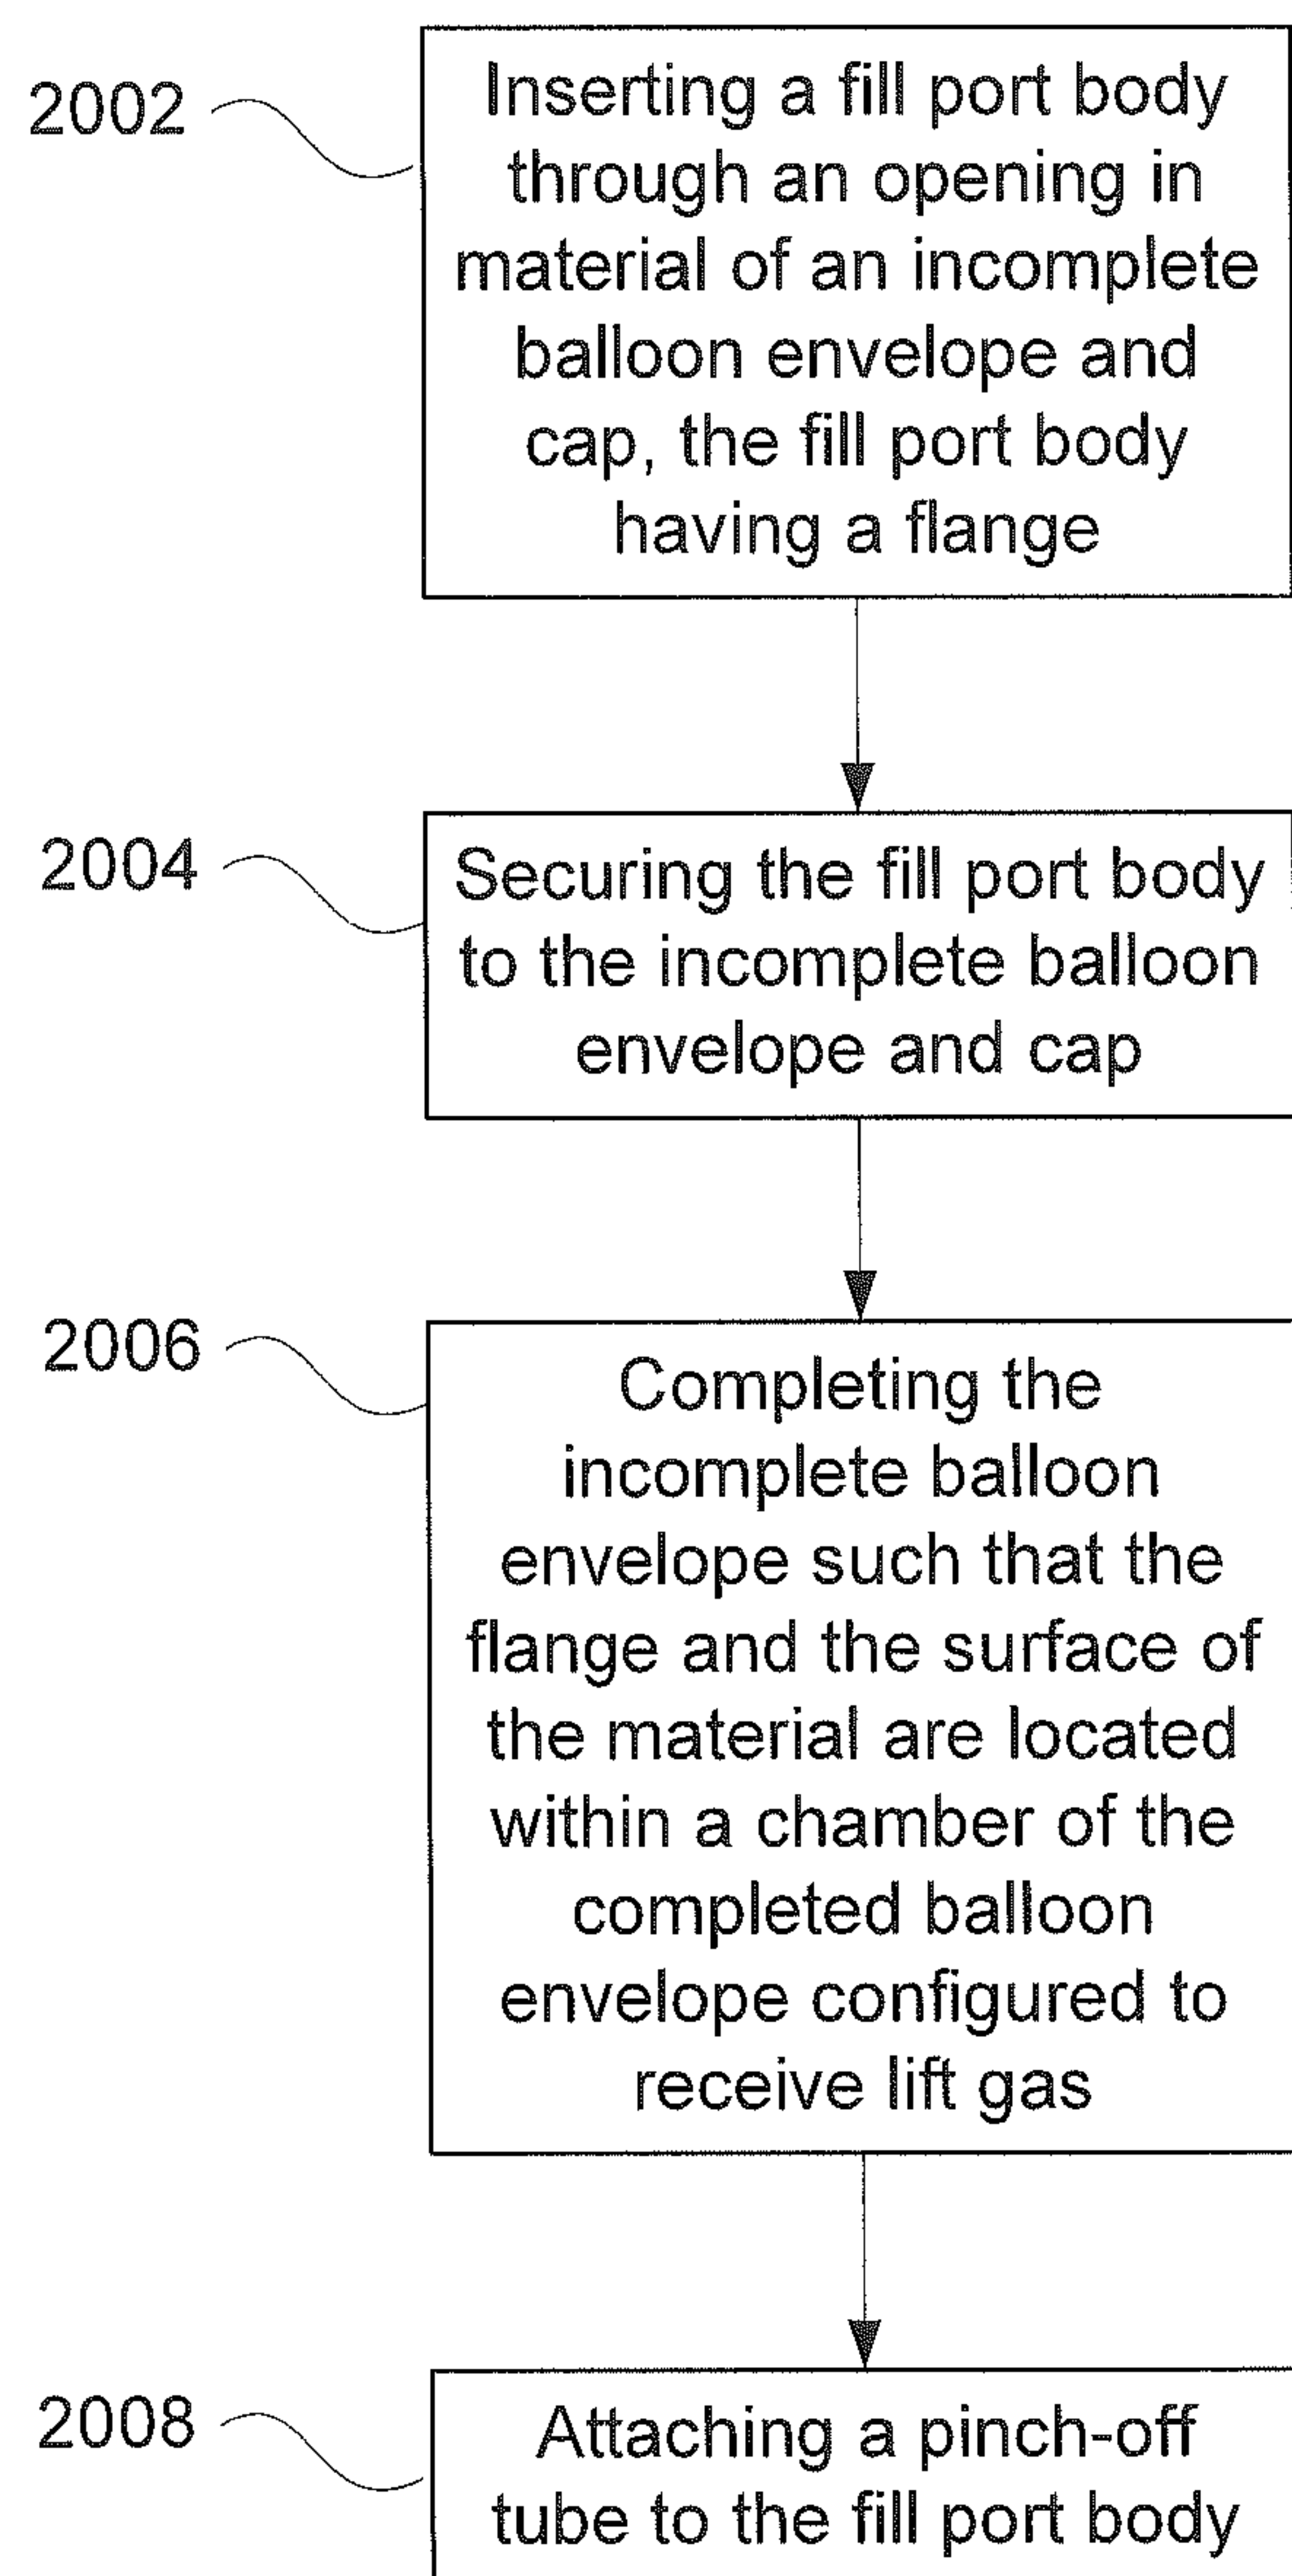 2002
Inserting a fill port body
through an opening in
material of an incomplete
balloon envelope and
cap, the fill port body
having a flange
2004
Securing the fill port body
to the incomplete balloon
envelope and cap
2006
Completing the
incomplete balloon
envelope such that the
flange and the surface of
the material are located
within a chamber of the
completed balloon
envelope configured to
receive lift gas
2008
Attaching a pinch-off
tube to the fill port body